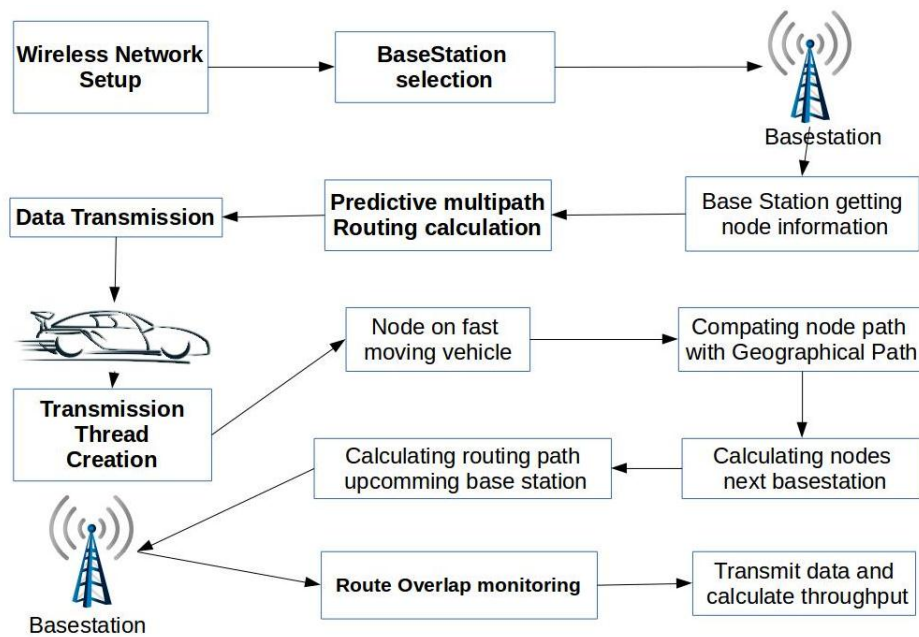 Wireless Network
Setup
BaseStation
selection
Basestation
Base Station getting
node information
Predictive multipath
Routing calculation
Data Transmission
Transmission
Thread
Creation
Node on fast
moving vehicle
Compating node path
with Geographical Path
Calculating nodes
next basestation
Calculating routing path
upcomming base station
Basestation
Route Overlap monitoring
Transmit data and
calculate throughput